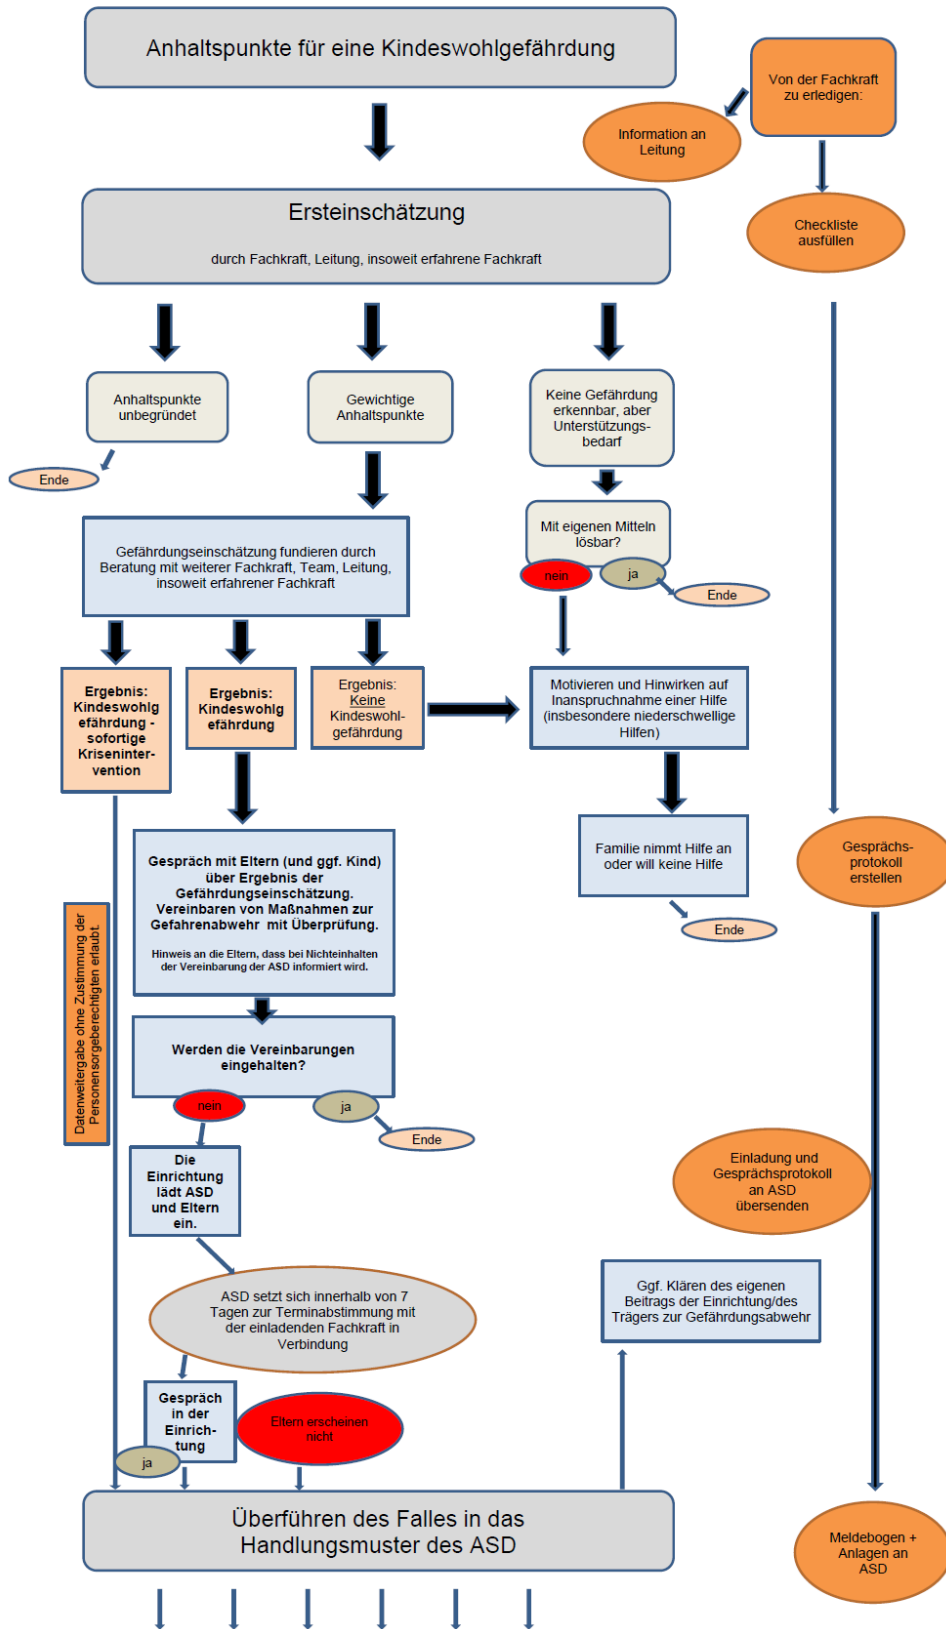 Anhaltspunkte für eine Kindeswohlgefährdung
Von der Fachkraft
zu erledigen:
Information an
Leitung
Ersteinschätzung
durch Fachkraft, Leitung, insoweit erfahrene Fachkraft
Checkliste
ausfüllen
Anhaltspunkte
unbegründet
Gewichtige
Anhaltspunkte
Keine Gefährdung
erkennbar, aber
Unterstützungs-
bedarf
Ende
Mit eigenen Mitteln
lösbar?
nein
ja
Ende
Gefährdungseinschätzung fundieren durch
Beratung mit weiterer Fachkraft, Team, Leitung,
insoweit erfahrener Fachkraft
Ergebnis:
Kindeswohlg
efährdung -
sofortige
Kriseninter-
vention
Ergebnis:
Kindeswohlg
efährdung
Ergebnis:
Keine
Kindeswohl-
gefährdung
Motivieren und Hinwirken auf
Inanspruchnahme einer Hilfe
(insbesondere niederschwellige
Hilfen)
Gespräch mit Eltern (und ggf. Kind)
über Ergebnis der
Gefährdungseinschätzung.
Vereinbaren von Maßnahmen zur
Gefahrenabwehr mit Überprüfung.
Hinweis an die Eltern, dass bei Nichteinhalten
der Vereinbarung der ASD informiert wird.
Familie nimmt Hilfe an
oder will keine Hilfe
Ende
Gesprächs-
protokoll
erstellen
Datenweitergabe ohne Zustimmung der
Personensorgeberechtigten erlaubt.
Werden die Vereinbarungen
eingehalten?
nein
ja
Ende
Die
Einrichtung
lädt ASD
und Eltern
ein.
Einladung und
Gesprächsprotokoll
an ASD
übersenden
ASD setzt sich innerhalb von 7
Tagen zur Terminabstimmung mit
der einladenden Fachkraft in
Verbindung
Ggf. Klären des eigenen
Beitrags der Einrichtung/des
Trägers zur Gefährdungsabwehr
Gespräch
in der
Einrich-
tung
ja
Eltern erscheinen
nicht
Überführen des Falles in das
Handlungsmuster des ASD
Meldebogen +
Anlagen an
ASD